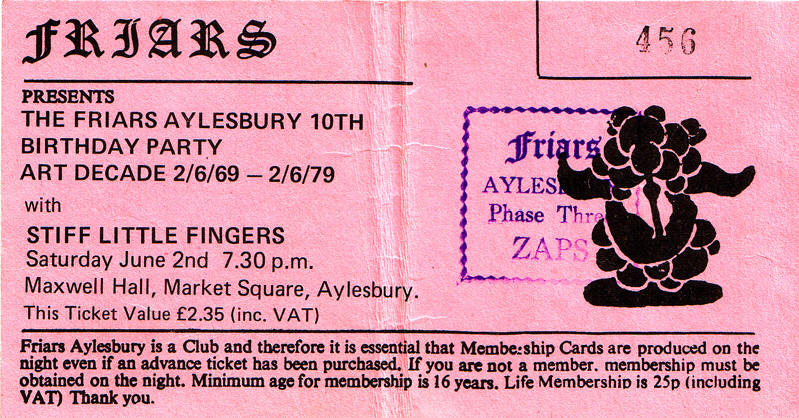 FRIARS
456
PRESENTS
THE FRIARS AYLESBURY 10TH
BIRTHDAY PARTY
ART DECADE 2/6/69 – 2/6/79
with
STIFF LITTLE FINGERS
Saturday June 2nd 7.30 p.m.
Maxwell Hall, Market Square, Aylesbury.
This Ticket Value £2.35 (inc. VAT)
Friars
AYLES
Phase Thre
ZAPS
Friars Aylesbury is a Club and therefore it is essential that Membership Cards are produced on the
night even if an advance ticket has been purchased. If you are not a member. membership must be
obtained on the night. Minimum age for membership is 16 years. Life Membership is 25p (including
VAT) Thank you.